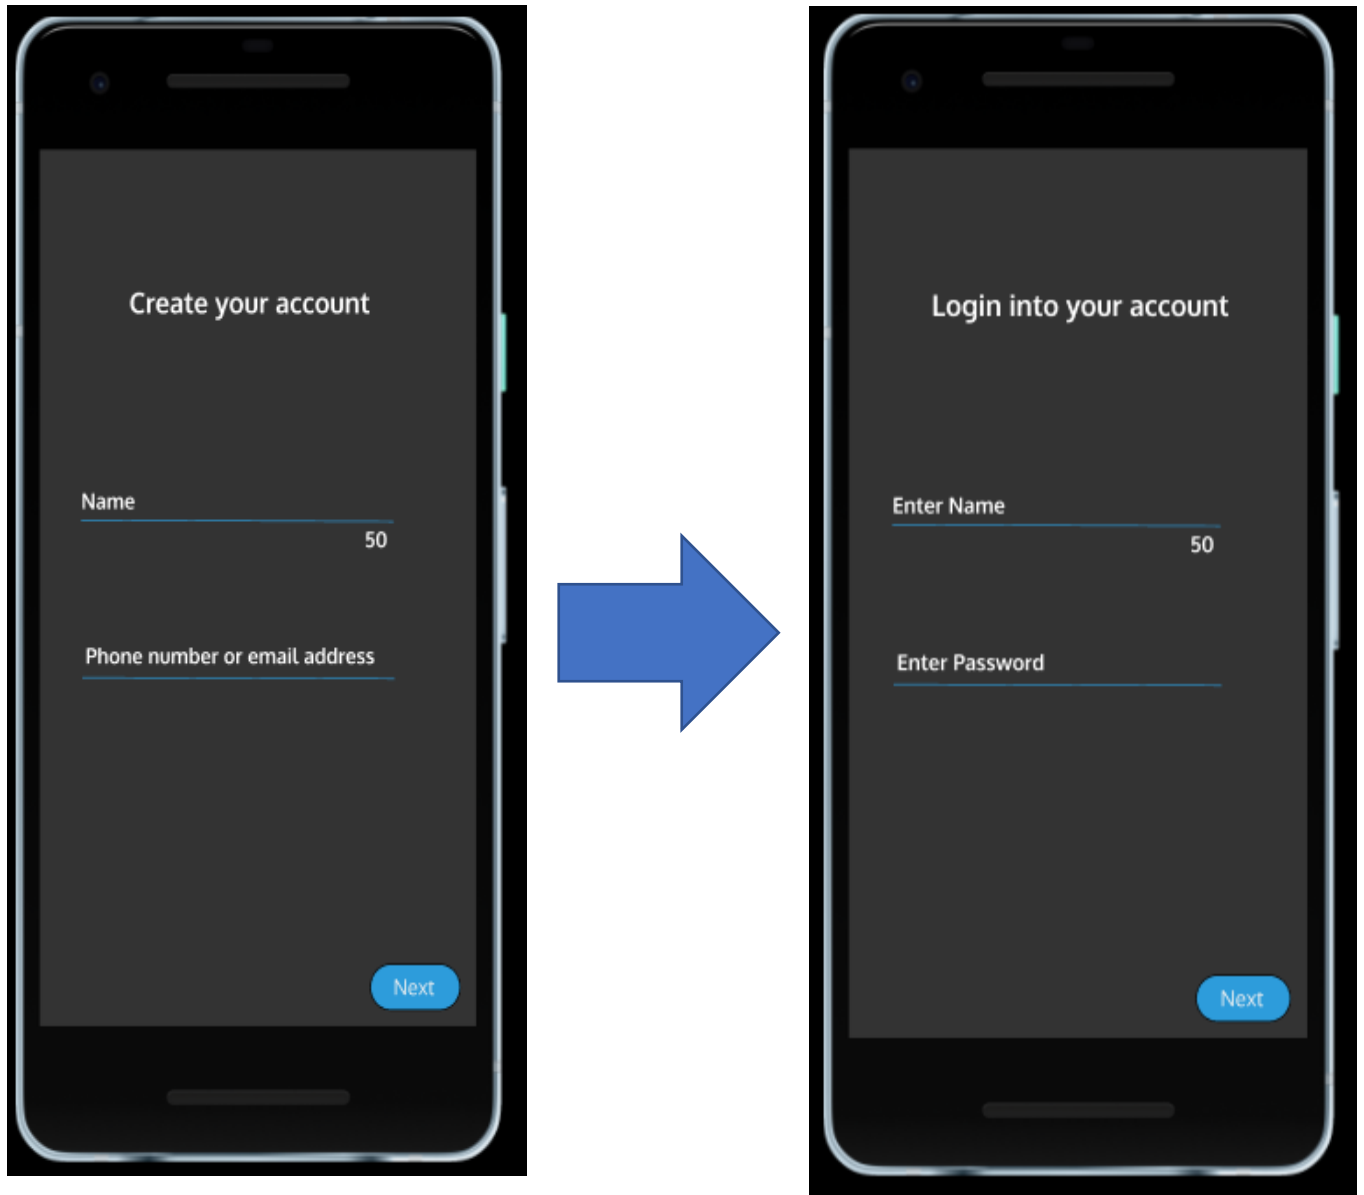 Create your account
Name
50
Phone number or email address
Next
Login into your account
Enter Name
50
Enter Password
Next